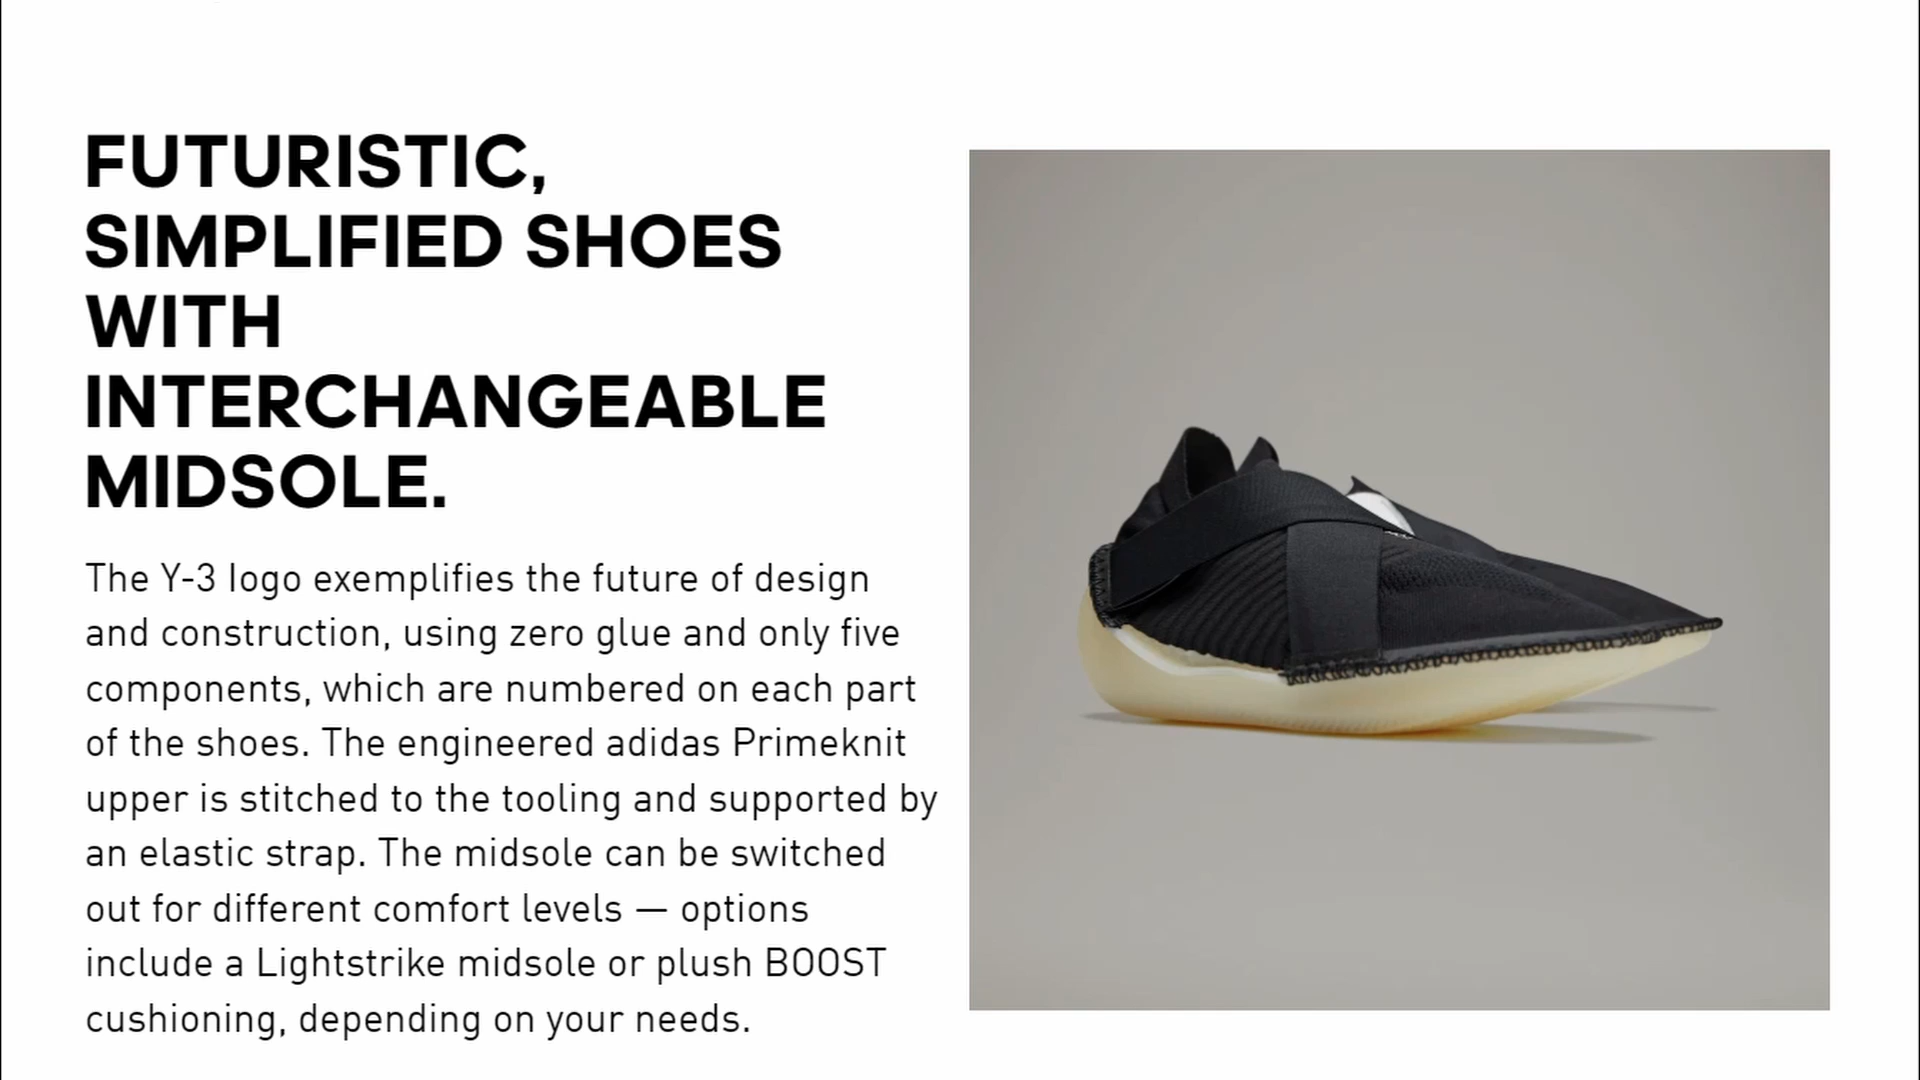 FUTURISTIC,
SIMPLIFIED SHOES
WITH
INTERCHANGEABLE
MIDSOLE.
The Y-3 logo exemplifies the future of design
and construction, using zero glue and only five
components, which are numbered on each part
of the shoes. The engineered adidas Primeknit
upper is stitched to the tooling and supported by
an elastic strap. The midsole can be switched
out for different comfort levels — options
include a Lightstrike midsole or plush BOOST
cushioning, depending on your needs.